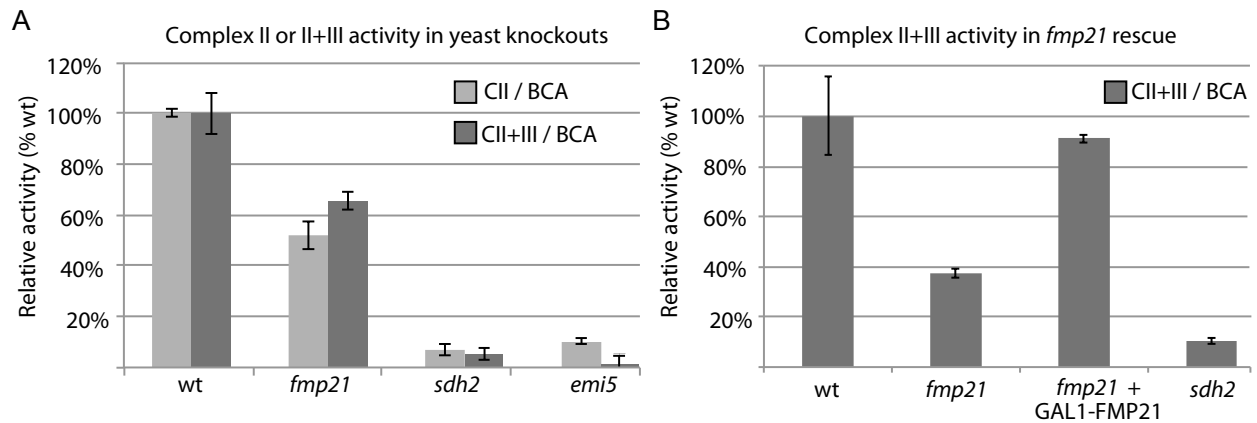 A
Complex II or II+III activity in yeast knockouts
Relative activity (% wt)
120%
100%
80%
60%
40%
20%
CII / BCA
CII+III / BCA
wt
fmp21
sdh2
emi5
B
Complex II+III activity in fmp21 rescue
Relative activity (% wt)
120%
100%
80%
60%
40%
20%
CII+III / BCA
wt
fmp21
fmp21 +
GAL1-FMP21
sdh2